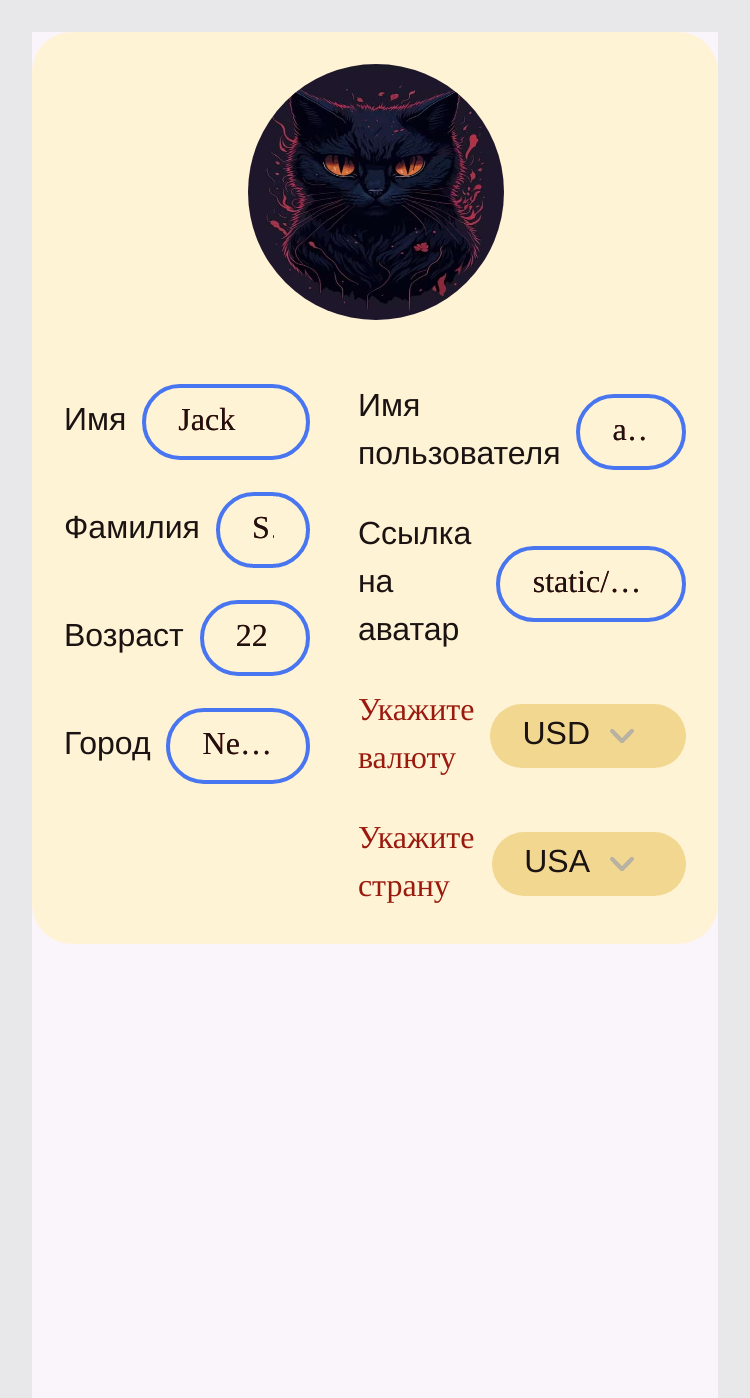 Имя
Jack
Фамилия
S.
Возраст
22
Город
Ne…
Имя
пользователя
a..
Ссылка
на
аватар
static/…
Укажите
валюту
USD
Укажите
страну
USA